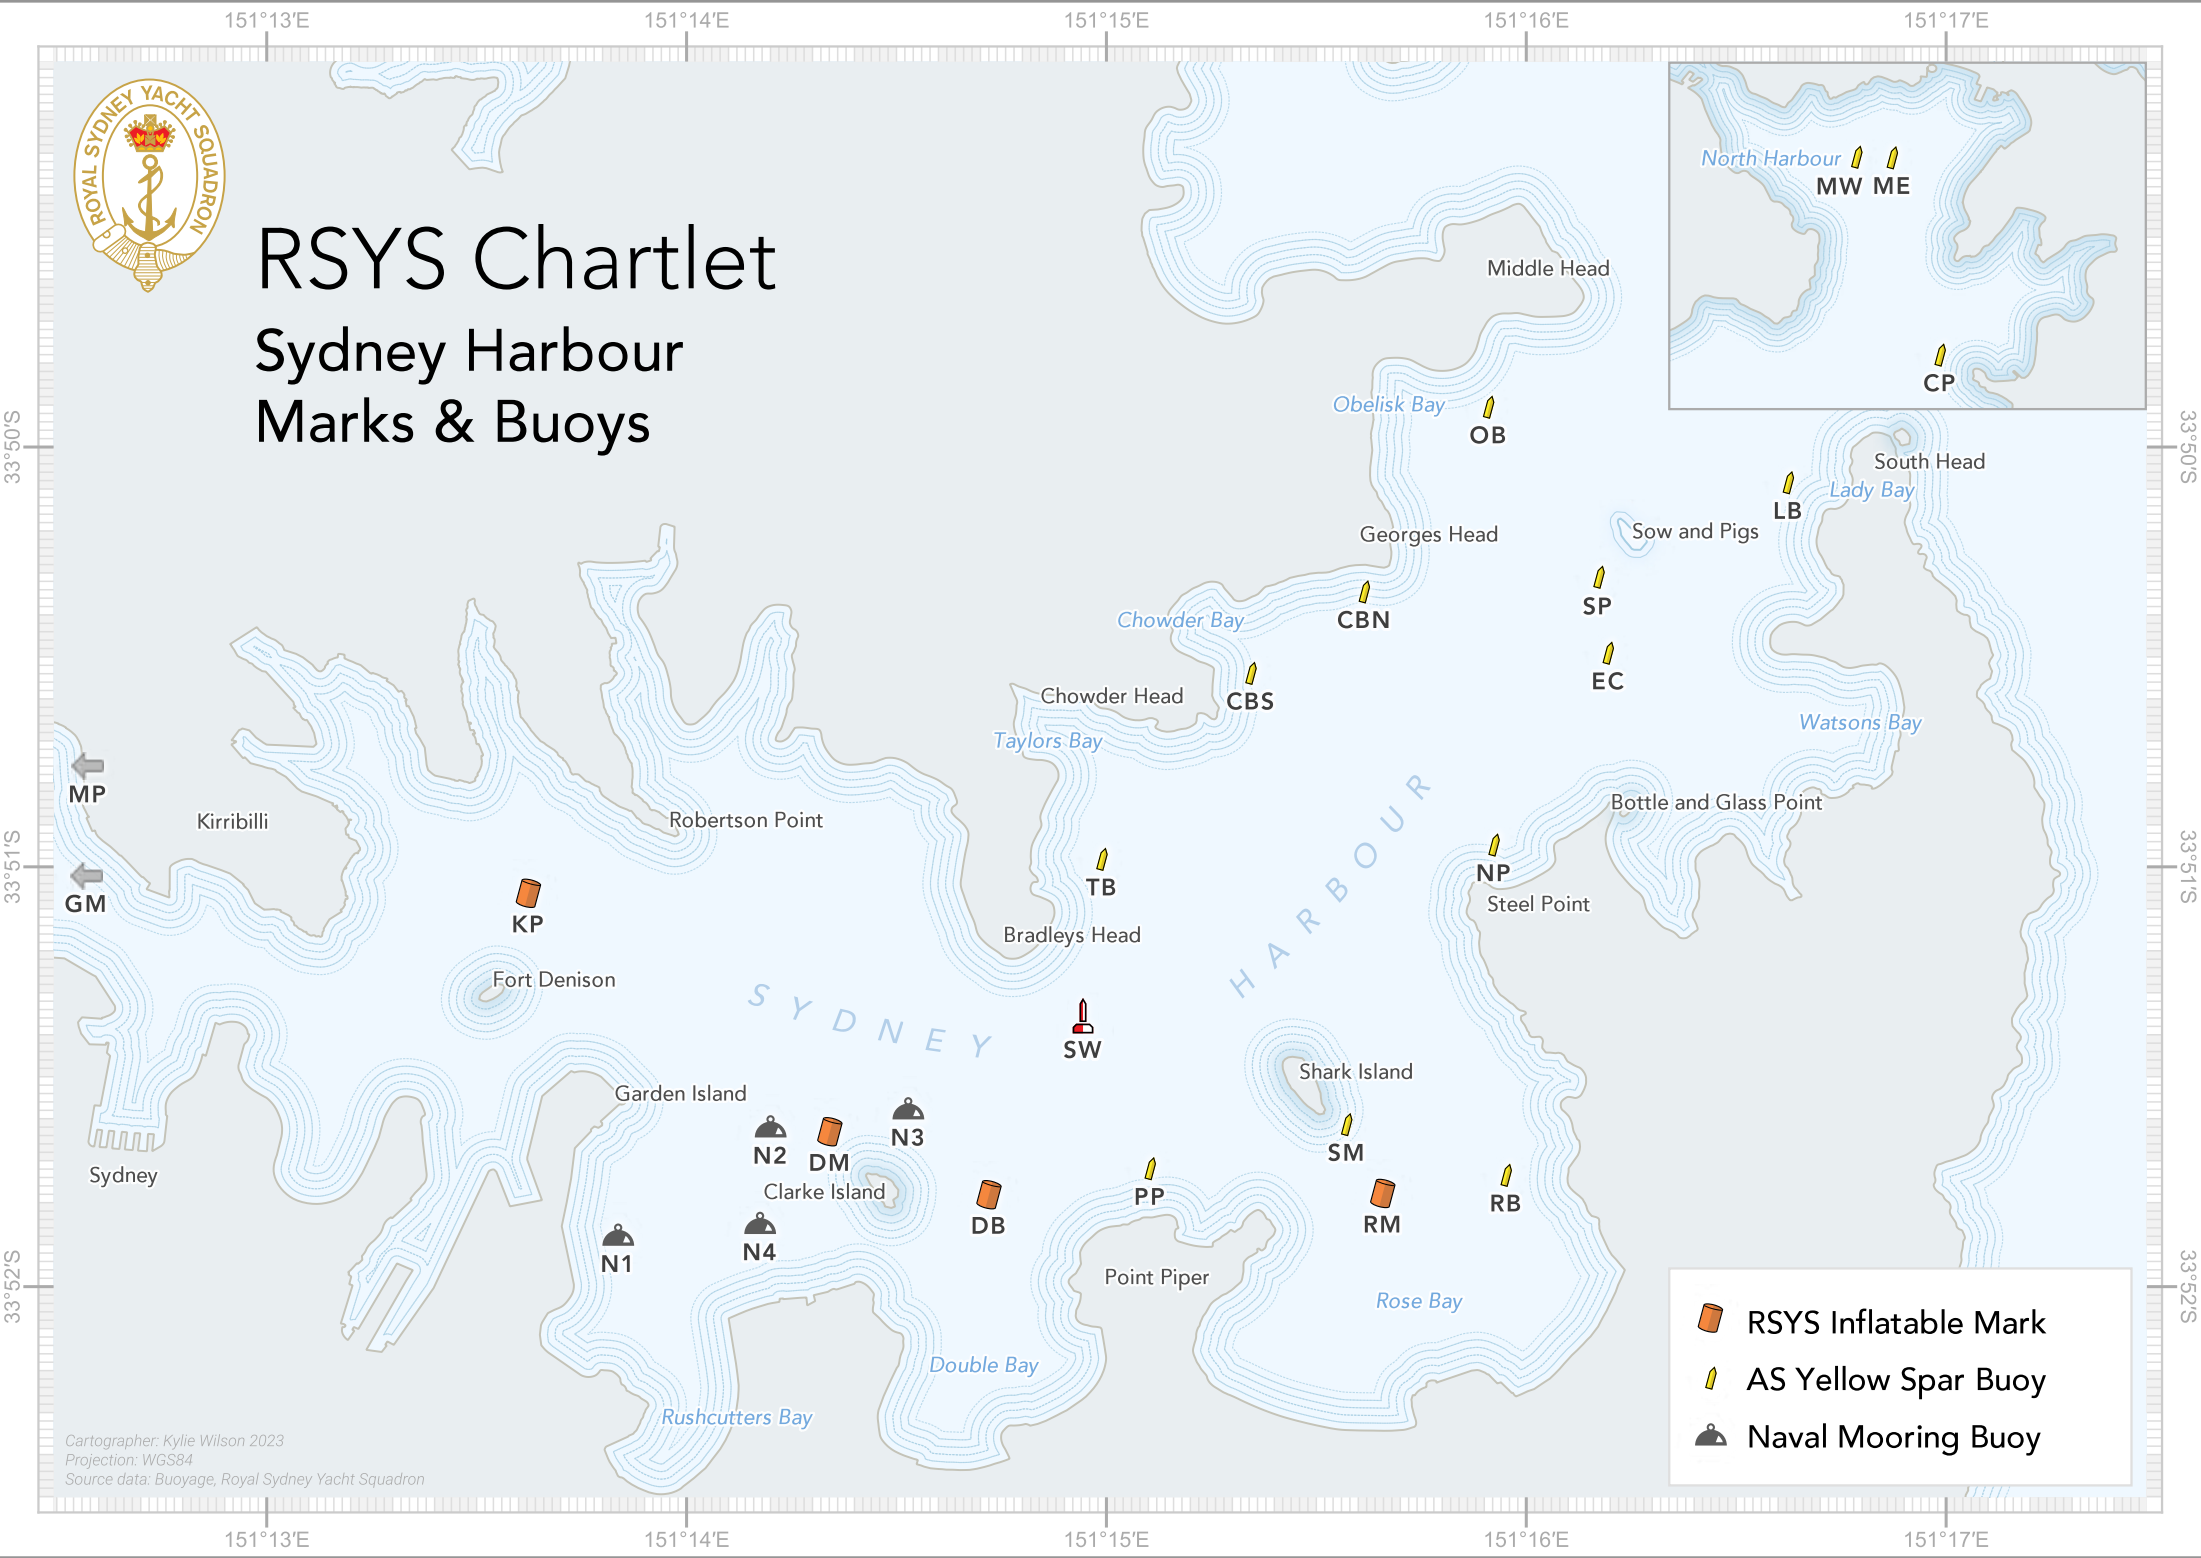 151°13'E
151°14'E
151°15'E
151°16'E
151°17'E
ROYAL SYDNEY YACHT SQUADRON
RSYS Chartlet
Sydney Harbour
Marks & Buoys
North Harbour
MW ME
CP
Middle Head
Obelisk Bay
OB
33°50'S
33°50'S
South Head
Lady Bay
LB
Georges Head
Sow and Pigs
SP
CBN
Chowder Bay
EC
Chowder Head
CBS
Watsons Bay
Taylors Bay
MP
Kirribilli
Robertson Point
Bottle and Glass Point
33°51'S
33°51'S
GM
KP
TB
NP
Steel Point
Bradleys Head
Fort Denison
SYDNEY HARBOUR
SW
Garden Island
Shark Island
N2
DM
N3
SM
Sydney
Clarke Island
PP
DB
RM
RB
N1
N4
Point Piper
33°52'S
33°52'S
Rose Bay
Double Bay
Rushcutters Bay
RSYS Inflatable Mark
AS Yellow Spar Buoy
Naval Mooring Buoy
Cartographer: Kylie Wilson 2023
Projection: WGS84
Source data: Buoyage, Royal Sydney Yacht Squadron
151°13'E
151°14'E
151°15'E
151°16'E
151°17'E